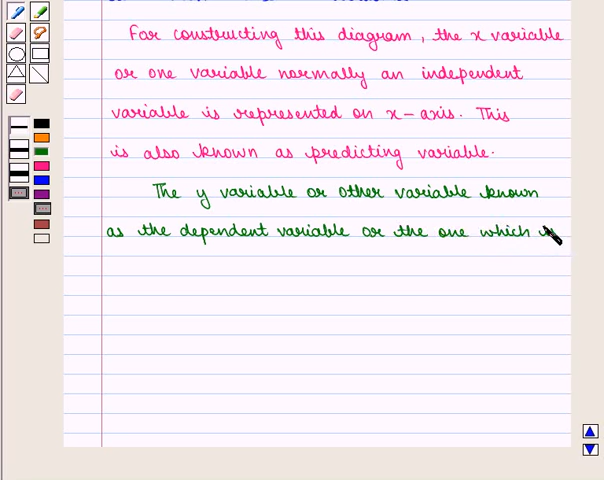 For constructing this diagram, the x variable
or one variable normally an independent
variable is represented on x-axis. This
is also known as predicting variable.
The y variable or other variable known
as the dependent variable or the one which